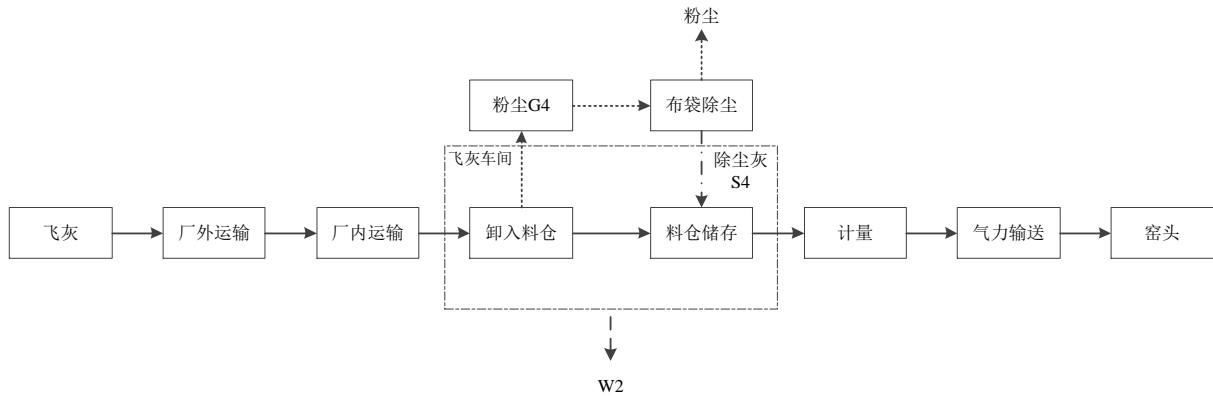 粉尘
粉尘G4
布袋除尘
飞灰车间
除尘灰
S4
飞灰
厂外运输
厂内运输
卸入料仓
料仓储存
计量
气力输送
窑头
W2